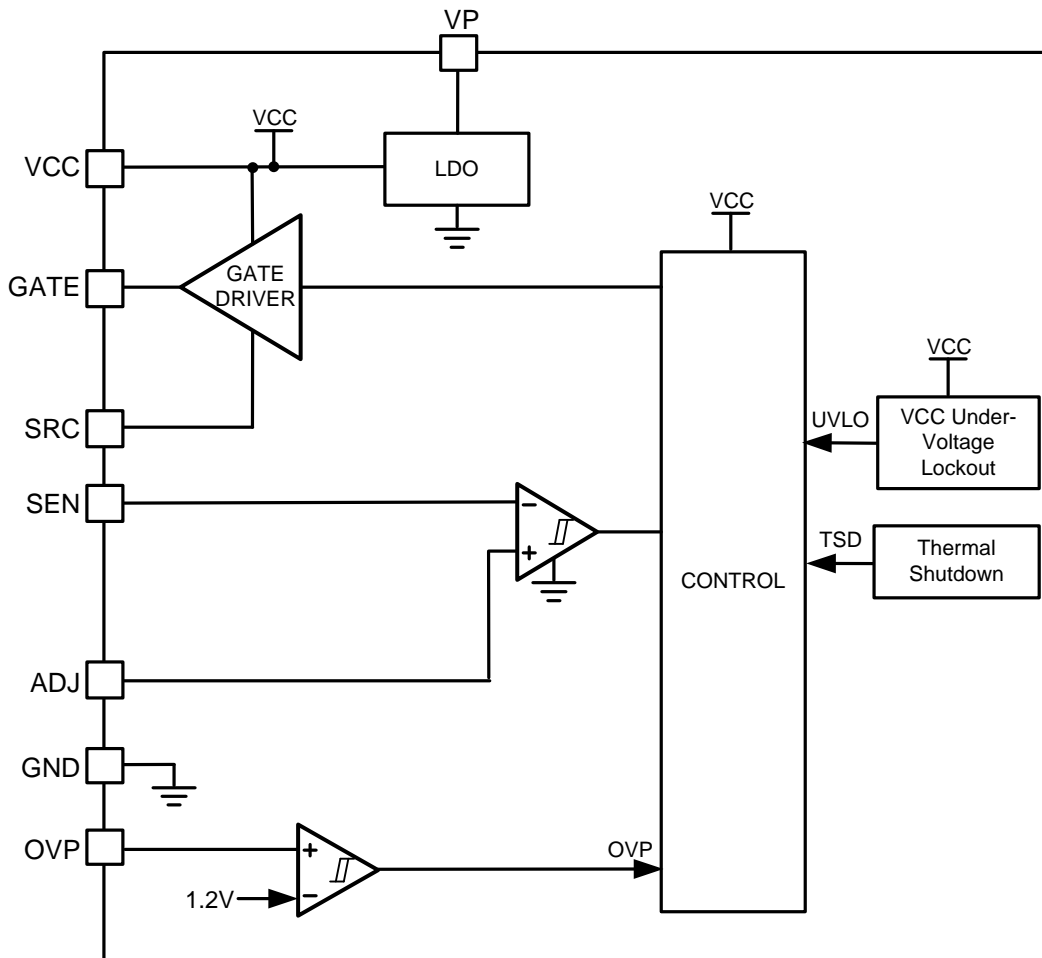 VP
VCC
VCC
LDO
VCC
GATE
GATE
DRIVER
VCC
SRC
UVLO
VCC Under-
Voltage
Lockout
SEN
−
+
TSD
Thermal
Shutdown
CONTROL
ADJ
GND
OVP
+
OVP
1.2V
−